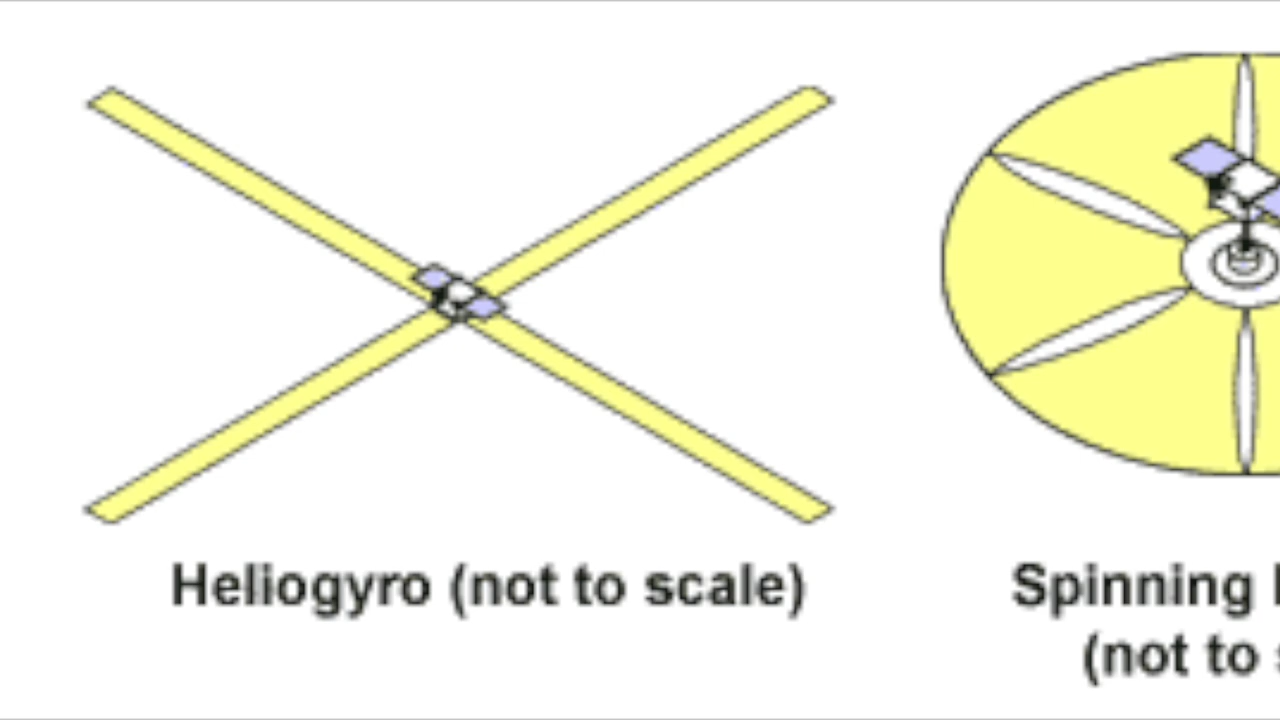 Heliogyro (not to scale)
Spinning
(not to